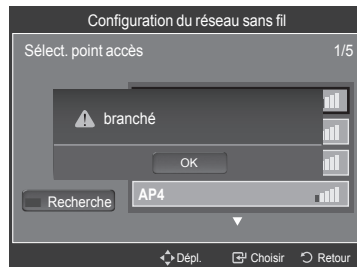 Configuration du réseau sans fil
Sélect. point accès 1/5
branché
OK
Recherche
AP4
Dépl. Choisir Retour